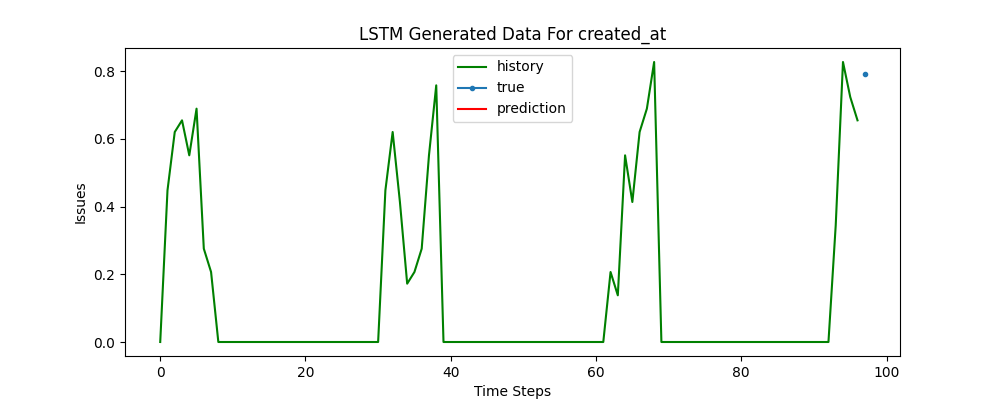 LSTM Generated Data For created_at
history
true
prediction
0.8
0.6
0.4
0.2
0.0
Issues
0
20
40
60
80
100
Time Steps